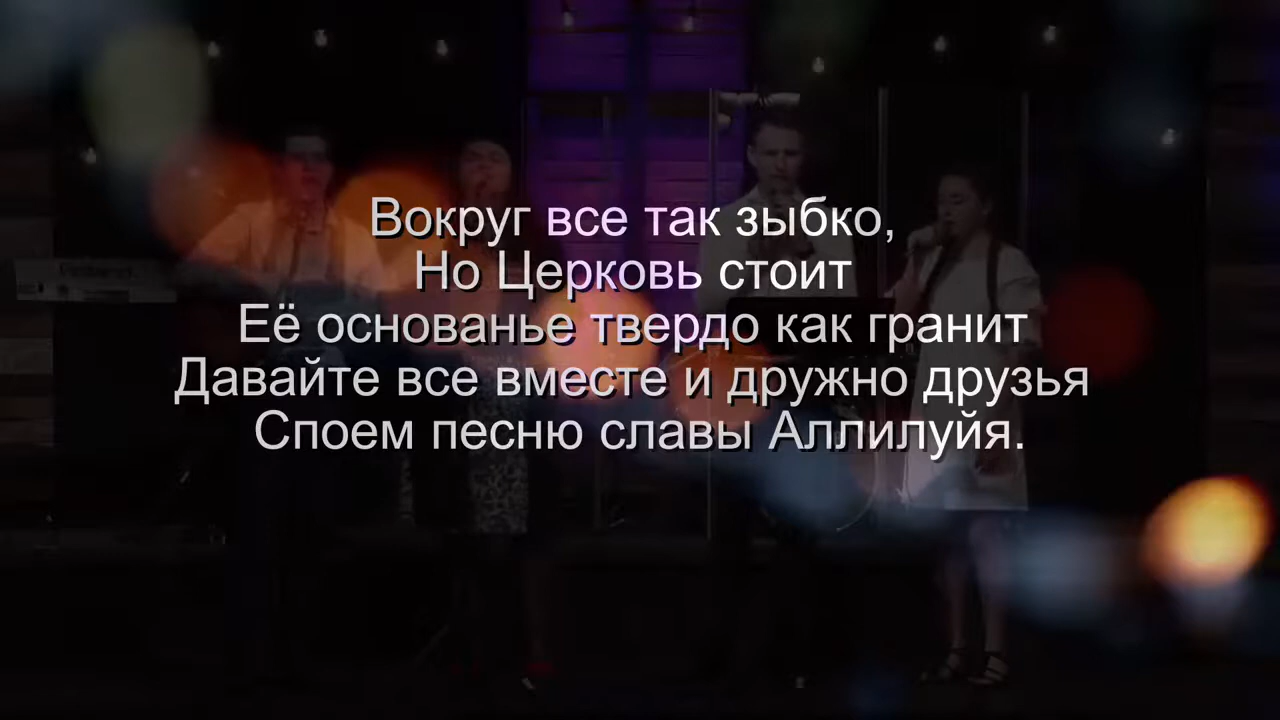 Вокруг все так зыбко,
Но Церковь стоит
Её основанье твердо как гранит
Давайте все вместе и дружно друзья
Споем песню славы Аллилуйя.